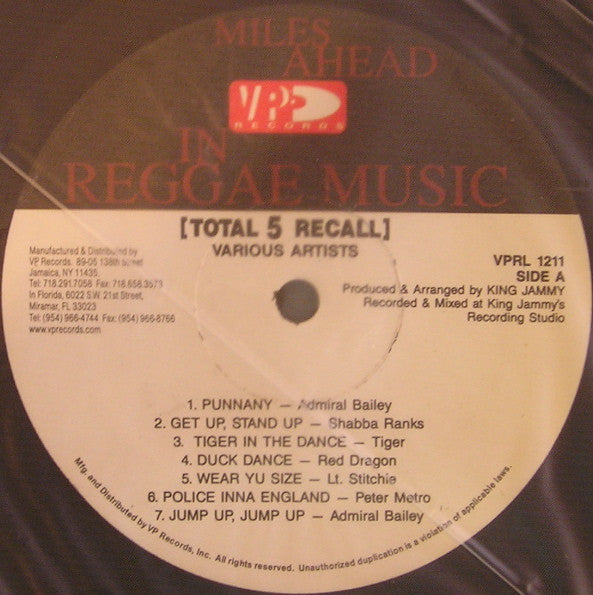 MILES
AHEAD
VP
RECORDS
IN
REGGAE MUSIC
[TOTAL 5 RECALL]
VARIOUS ARTISTS
Manufactured & Distributed by
VP Records. 89-05 138th street
Jamaica, NY 11435.
Tel: 718.291.7058 Fax: 718.658.3573
In Florida, 6022 S.W. 21st Street,
Miramar, FL 33023
Tel: (954) 966-4744 Fax: (954) 966-8766
www.vprecords.com
VPRL 1211
SIDE A
Produced & Arranged by KING JAMMY
Recorded & Mixed at King Jammy's
Recording Studio
1. PUNNANY – Admiral Bailey
2. GET UP, STAND UP – Shabba Ranks
3. TIGER IN THE DANCE – Tiger
4. DUCK DANCE – Red Dragon
5. WEAR YU SIZE – Lt. Stitchie
6. POLICE INNA ENGLAND – Peter Metro
7. JUMP UP, JUMP UP – Admiral Bailey
Mfg. and Distributed by VP Records, Inc. All rights reserved. Unauthorized duplication is a violation of applicable laws.